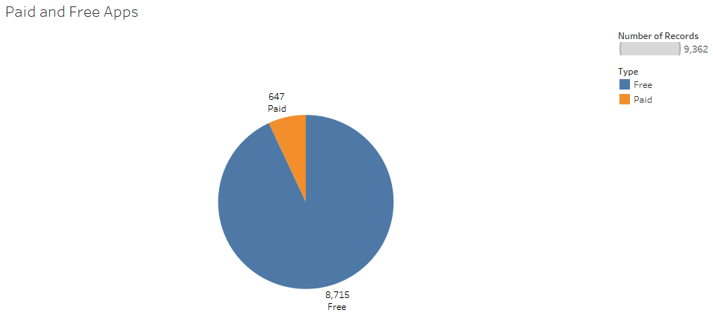 Paid and Free Apps
Number of Records
9,362
Type
Free
Paid
647
Paid
8,715
Free